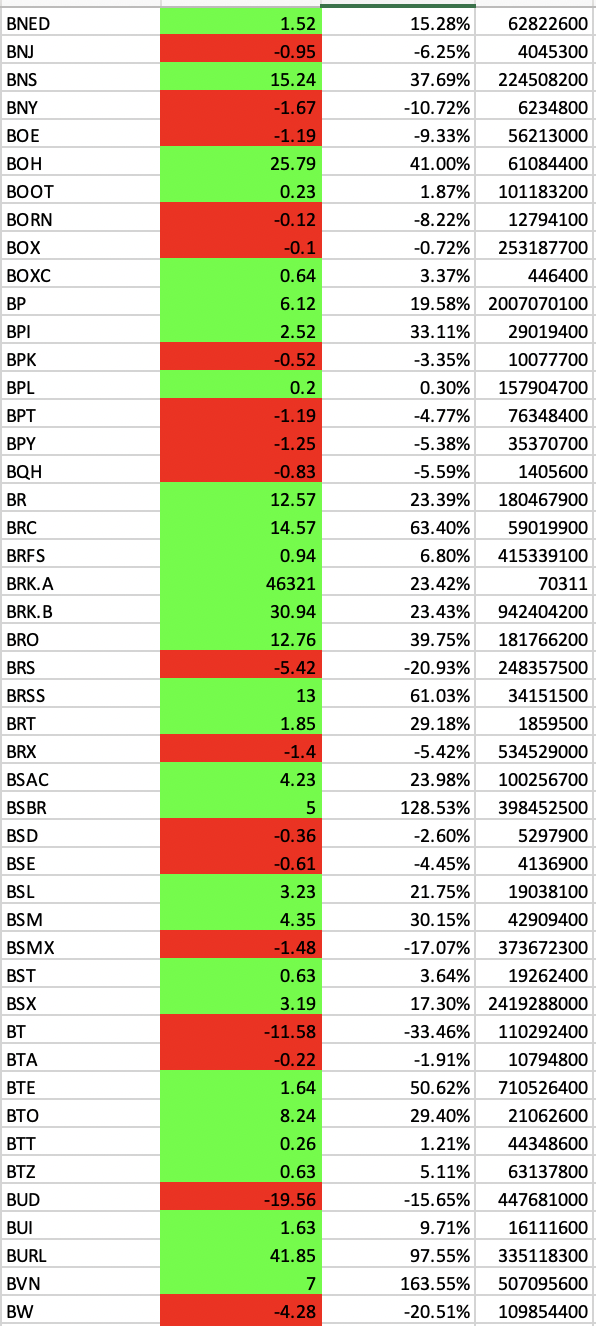 BNED 1.52 15.28% 62822600
BNJ -0.95 -6.25% 4045300
BNS 15.24 37.69% 224508200
BNY -1.67 -10.72% 6234800
BOE -1.19 -9.33% 56213000
BOH 25.79 41.00% 61084400
BOOT 0.23 1.87% 101183200
BORN -0.12 -8.22% 12794100
BOX -0.1 -0.72% 253187700
BOXC 0.64 3.37% 446400
BP 6.12 19.58% 2007070100
BPI 2.52 33.11% 29019400
BPK -0.52 -3.35% 10077700
BPL 0.2 0.30% 157904700
BPT -1.19 -4.77% 76348400
BPY -1.25 -5.38% 35370700
BQH -0.83 -5.59% 1405600
BR 12.57 23.39% 180467900
BRC 14.57 63.40% 59019900
BRFS 0.94 6.80% 415339100
BRK.A 46321 23.42% 70311
BRK.B 30.94 23.43% 942404200
BRO 12.76 39.75% 181766200
BRS -5.42 -20.93% 248357500
BRSS 13 61.03% 34151500
BRT 1.85 29.18% 1859500
BRX -1.4 -5.42% 534529000
BSAC 4.23 23.98% 100256700
BSBR 5 128.53% 398452500
BSD -0.36 -2.60% 5297900
BSE -0.61 -4.45% 4136900
BSL 3.23 21.75% 19038100
BSM 4.35 30.15% 42909400
BSMX -1.48 -17.07% 373672300
BST 0.63 3.64% 19262400
BSX 3.19 17.30% 2419288000
BT -11.58 -33.46% 110292400
BTA -0.22 -1.91% 10794800
BTE 1.64 50.62% 710526400
BTO 8.24 29.40% 21062600
BTT 0.26 1.21% 44348600
BTZ 0.63 5.11% 63137800
BUD -19.56 -15.65% 447681000
BUI 1.63 9.71% 16111600
BURL 41.85 97.55% 335118300
BVN 7 163.55% 507095600
BW -4.28 -20.51% 109854400